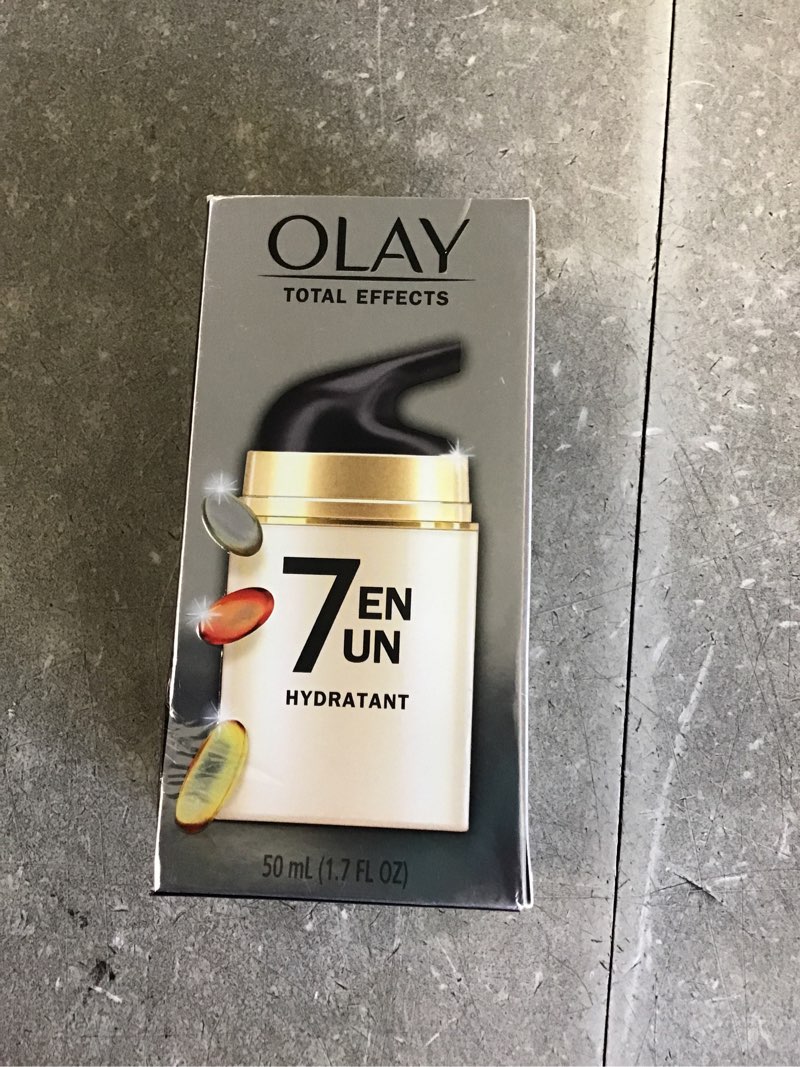 OLAY
TOTAL EFFECTS
7 EN
UN
HYDRATANT
50 mL (1.7 FL OZ)